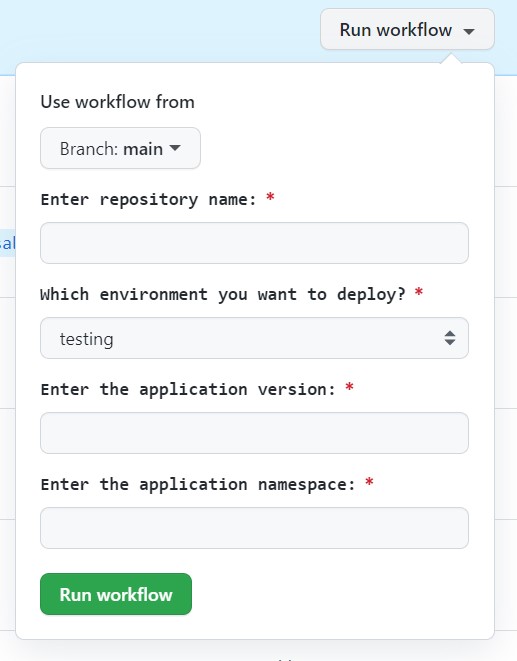 Run workflow
Use workflow from
Branch: main
Enter repository name: *
sal
Which environment you want to deploy? *
testing
Enter the application version: *
Enter the application namespace: *
Run workflow